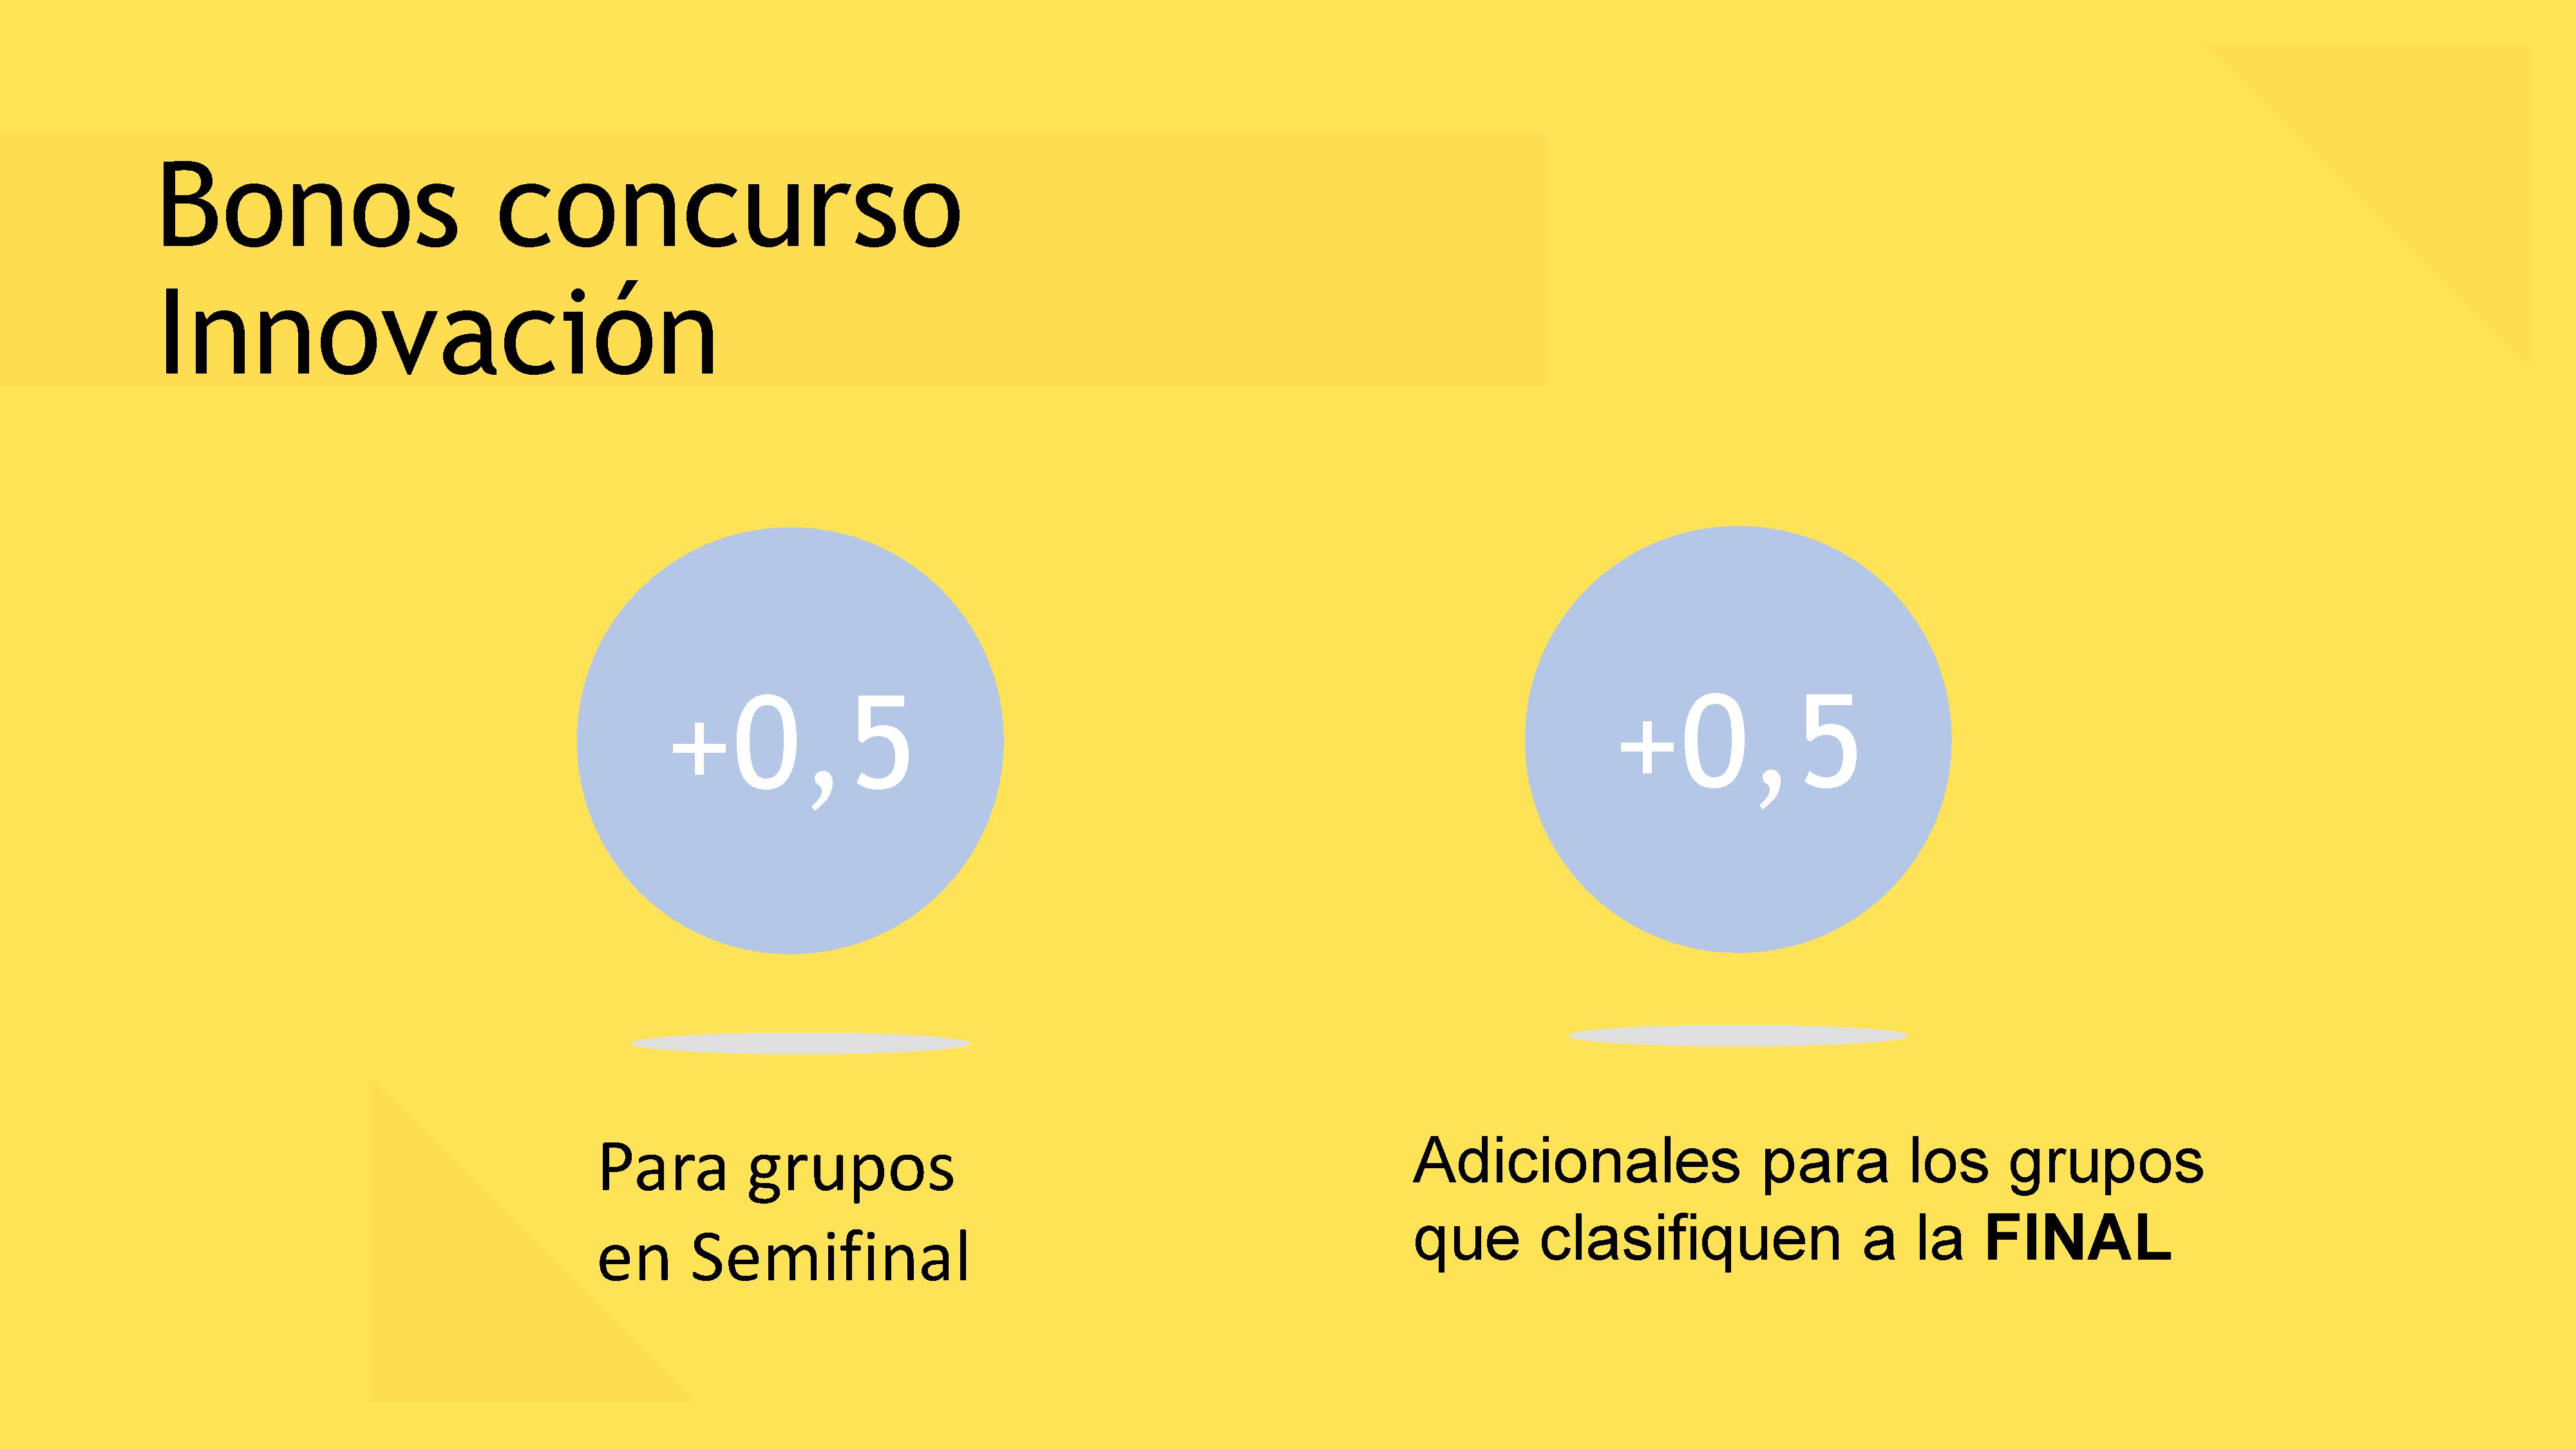 Bonos concurso
Innovación
+0,5
+0,5
Para grupos
en Semifinal
Adicionales para los grupos
que clasifiquen a la FINAL